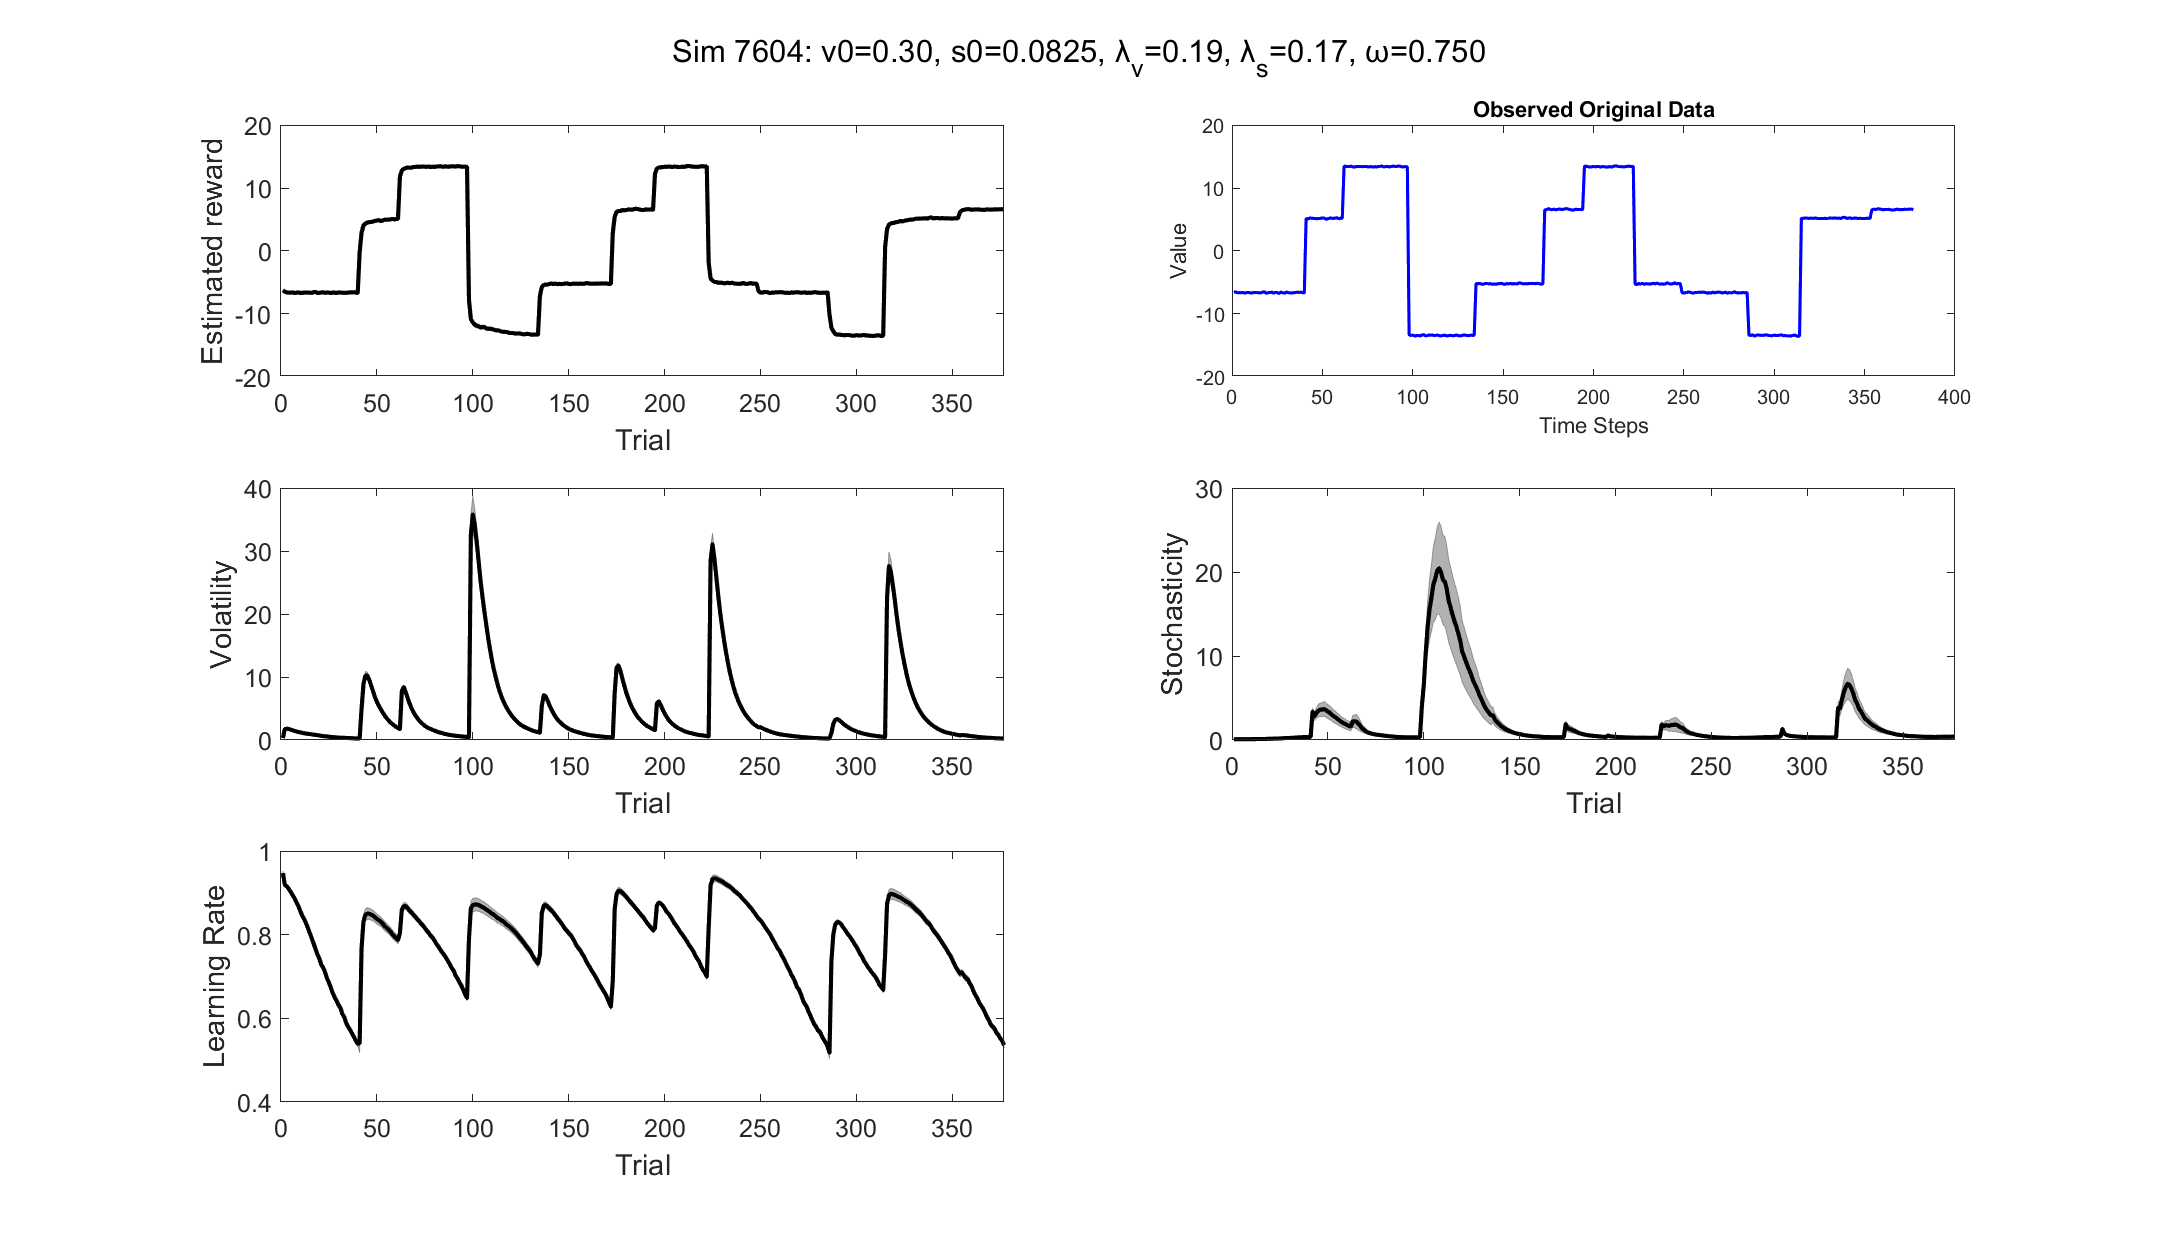 Sim 7604: v0=0.30, s0=0.0825, λ_v=0.19, λ_s=0.17, ω=0.750
20
10
0
-10
-20
Estimated reward
0 50 100 150 200 250 300 350
Trial
Observed Original Data
20
10
0
-10
-20
Value
0 50 100 150 200 250 300 350 400
Time Steps
40
30
20
10
0
Volatility
0 50 100 150 200 250 300 350
Trial
30
20
10
0
Stochasticity
0 50 100 150 200 250 300 350
Trial
1
0.8
0.6
0.4
Learning Rate
0 50 100 150 200 250 300 350
Trial